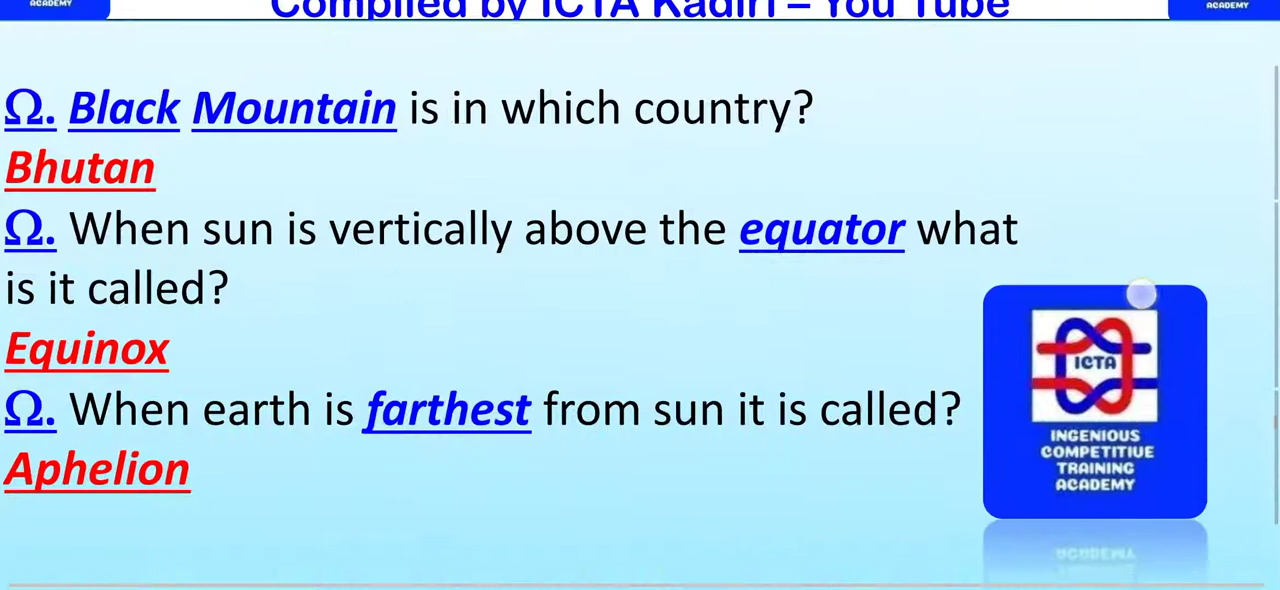 ACADEMY
Compiled by ICTA Kadiri – You Tube
ACADEMY
Ω. Black Mountain is in which country?
Bhutan
Ω. When sun is vertically above the equator what
is it called?
Equinox
Ω. When earth is farthest from sun it is called?
Aphelion
ICTA
INGENIOUS
COMPETITIUE
TRAINING
ACADEMY